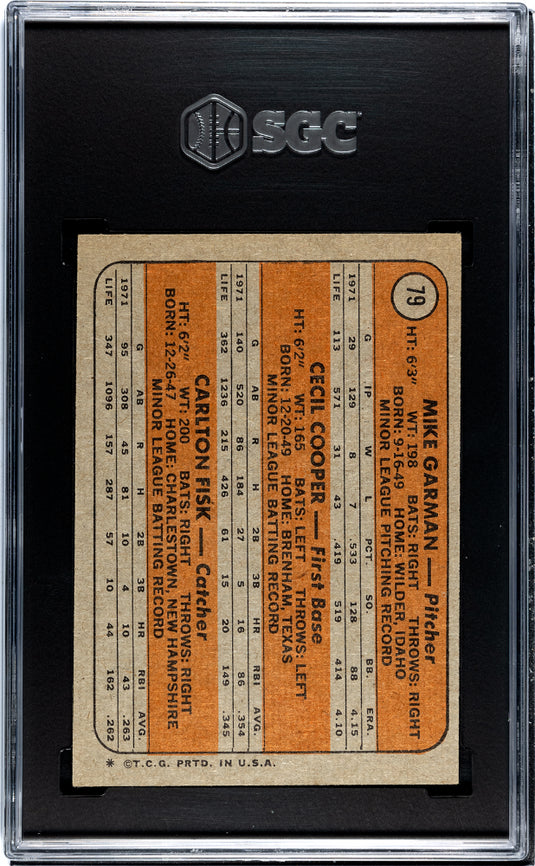 SGC
79
MIKE GARMAN — Pitcher
HT: 6'3" WT: 198 BATS: RIGHT THROWS: RIGHT
BORN: 9-16-49 HOME: WILDER, IDAHO
MINOR LEAGUE PITCHING RECORD
G IP W L PCT. SO. BB ERA.
1971 29 129 8 7 .533 128 88 4.15
LIFE 113 571 31 43 .419 519 414 4.10
CECIL COOPER — First Base
HT: 6'2" WT: 165 BATS: LEFT THROWS: LEFT
BORN: 12-20-49 HOME: BRENHAM, TEXAS
MINOR LEAGUE BATTING RECORD
G AB R H 2B 3B HR RBI AVG.
1971 140 520 86 184 27 5 16 86 .354
LIFE 362 1236 215 426 61 15 20 149 .345
CARLTON FISK — Catcher
HT: 6'2" WT: 200 BATS: RIGHT THROWS: RIGHT
BORN: 12-26-47 HOME: CHARLESTOWN, NEW HAMPSHIRE
MINOR LEAGUE BATTING RECORD
G AB R H 2B 3B HR RBI AVG.
1971 95 308 45 81 10 4 10 43 .263
LIFE 347 1096 157 287 57 10 44 162 .262
* ©T.C.G. PRTD. IN U.S.A.